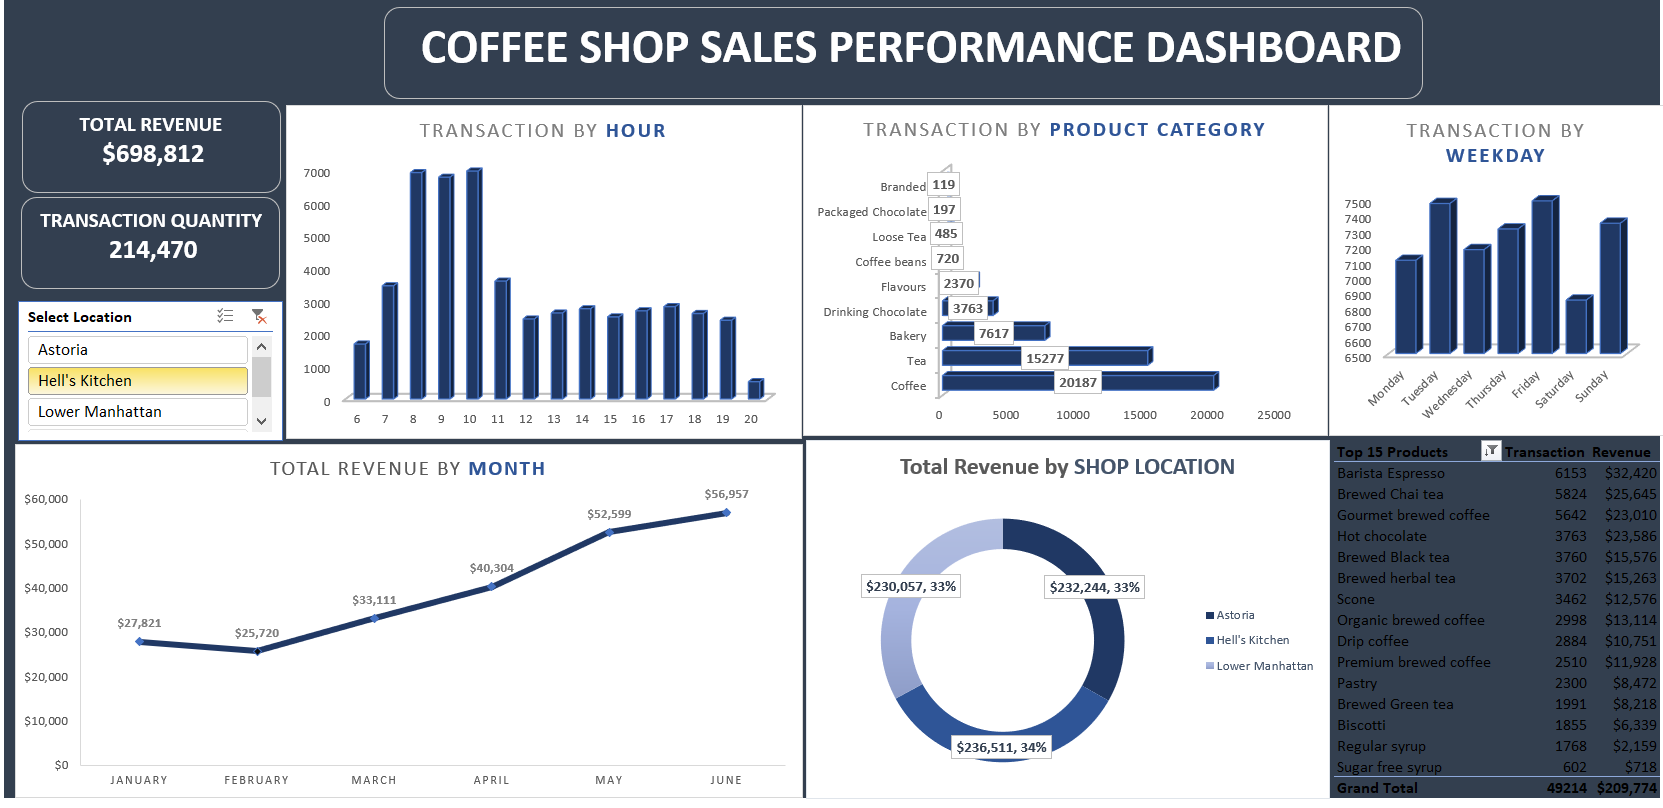 COFFEE SHOP SALES PERFORMANCE DASHBOARD
TOTAL REVENUE
$698,812
TRANSACTION QUANTITY
214,470
Select Location
Astoria
Hell's Kitchen
Lower Manhattan
TRANSACTION BY HOUR
7000
6000
5000
4000
3000
2000
1000
0
6 7 8 9 10 11 12 13 14 15 16 17 18 19 20
TRANSACTION BY PRODUCT CATEGORY
Branded 119
Packaged Chocolate 197
Loose Tea 485
Coffee beans 720
Flavours 2370
Drinking Chocolate 3763
Bakery 7617
Tea 15277
Coffee 20187
0 5000 10000 15000 20000 25000
TRANSACTION BY
WEEKDAY
7500
7400
7300
7200
7100
7000
6900
6800
6700
6600
6500
Monday Tuesday Wednesday Thursday Friday Saturday Sunday
TOTAL REVENUE BY MONTH
$60,000
$50,000
$40,000
$30,000
$20,000
$10,000
$0
$27,821
$25,720
$33,111
$40,304
$52,599
$56,957
JANUARY FEBRUARY MARCH APRIL MAY JUNE
Total Revenue by SHOP LOCATION
$230,057, 33%
$232,244, 33%
$236,511, 34%
Astoria
Hell's Kitchen
Lower Manhattan
Top 15 Products Transaction Revenue
Barista Espresso 6153 $32,420
Brewed Chai tea 5824 $25,645
Gourmet brewed coffee 5642 $23,010
Hot chocolate 3763 $23,586
Brewed Black tea 3760 $15,576
Brewed herbal tea 3702 $15,263
Scone 3462 $12,576
Organic brewed coffee 2998 $13,114
Drip coffee 2884 $10,751
Premium brewed coffee 2510 $11,928
Pastry 2300 $8,472
Brewed Green tea 1991 $8,218
Biscotti 1855 $6,339
Regular syrup 1768 $2,159
Sugar free syrup 602 $718
Grand Total 49214 $209,774